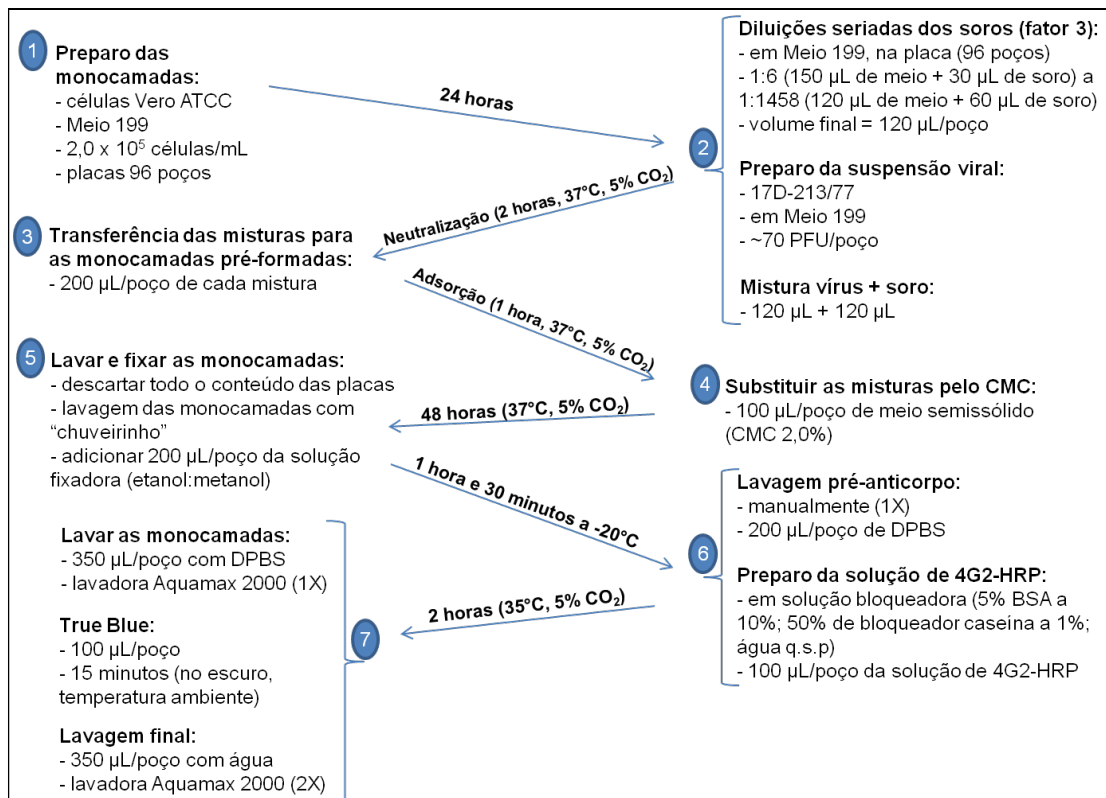 1
Preparo das
monocamadas:
- células Vero ATCC
- Meio 199
- 2,0 x 10⁵ células/mL
- placas 96 poços
24 horas
2
Diluições seriadas dos soros (fator 3):
- em Meio 199, na placa (96 poços)
- 1:6 (150 µL de meio + 30 µL de soro) a
1:1458 (120 µL de meio + 60 µL de soro)
- volume final = 120 µL/poço
Preparo da suspensão viral:
- 17D-213/77
- em Meio 199
- ~70 PFU/poço
Mistura vírus + soro:
- 120 µL + 120 µL
Neutralização (2 horas, 37°C, 5% CO₂)
3
Transferência das misturas para
as monocamadas pré-formadas:
- 200 µL/poço de cada mistura
Adsorção (1 hora, 37°C, 5% CO₂)
4
Substituir as misturas pelo CMC:
- 100 µL/poço de meio semissólido
(CMC 2,0%)
48 horas (37°C, 5% CO₂)
5
Lavar e fixar as monocamadas:
- descartar todo o conteúdo das placas
- lavagem das monocamadas com
“chuveirinho”
- adicionar 200 µL/poço da solução
fixadora (etanol:metanol)
1 hora e 30 minutos a -20°C
6
Lavagem pré-anticorpo:
- manualmente (1X)
- 200 µL/poço de DPBS
Preparo da solução de 4G2-HRP:
- em solução bloqueadora (5% BSA a
10%; 50% de bloqueador caseína a 1%;
água q.s.p)
- 100 µL/poço da solução de 4G2-HRP
2 horas (35°C, 5% CO₂)
7
Lavar as monocamadas:
- 350 µL/poço com DPBS
- lavadora Aquamax 2000 (1X)
True Blue:
- 100 µL/poço
- 15 minutos (no escuro,
temperatura ambiente)
Lavagem final:
- 350 µL/poço com água
- lavadora Aquamax 2000 (2X)